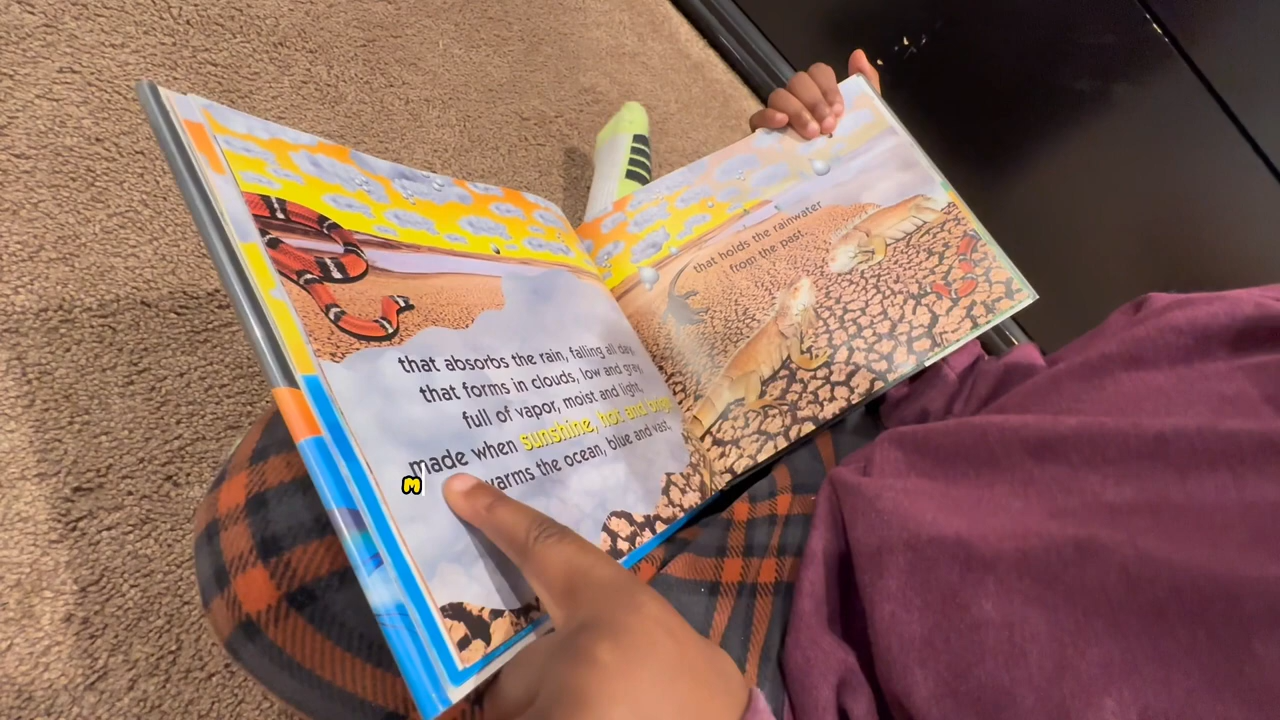 that absorbs the rain, falling all day,
that forms in clouds, low and gray,
full of vapor, moist and light,
made when sunshine, hot and
warms the ocean, blue and vast,
M
that holds the rainwater
from the past.